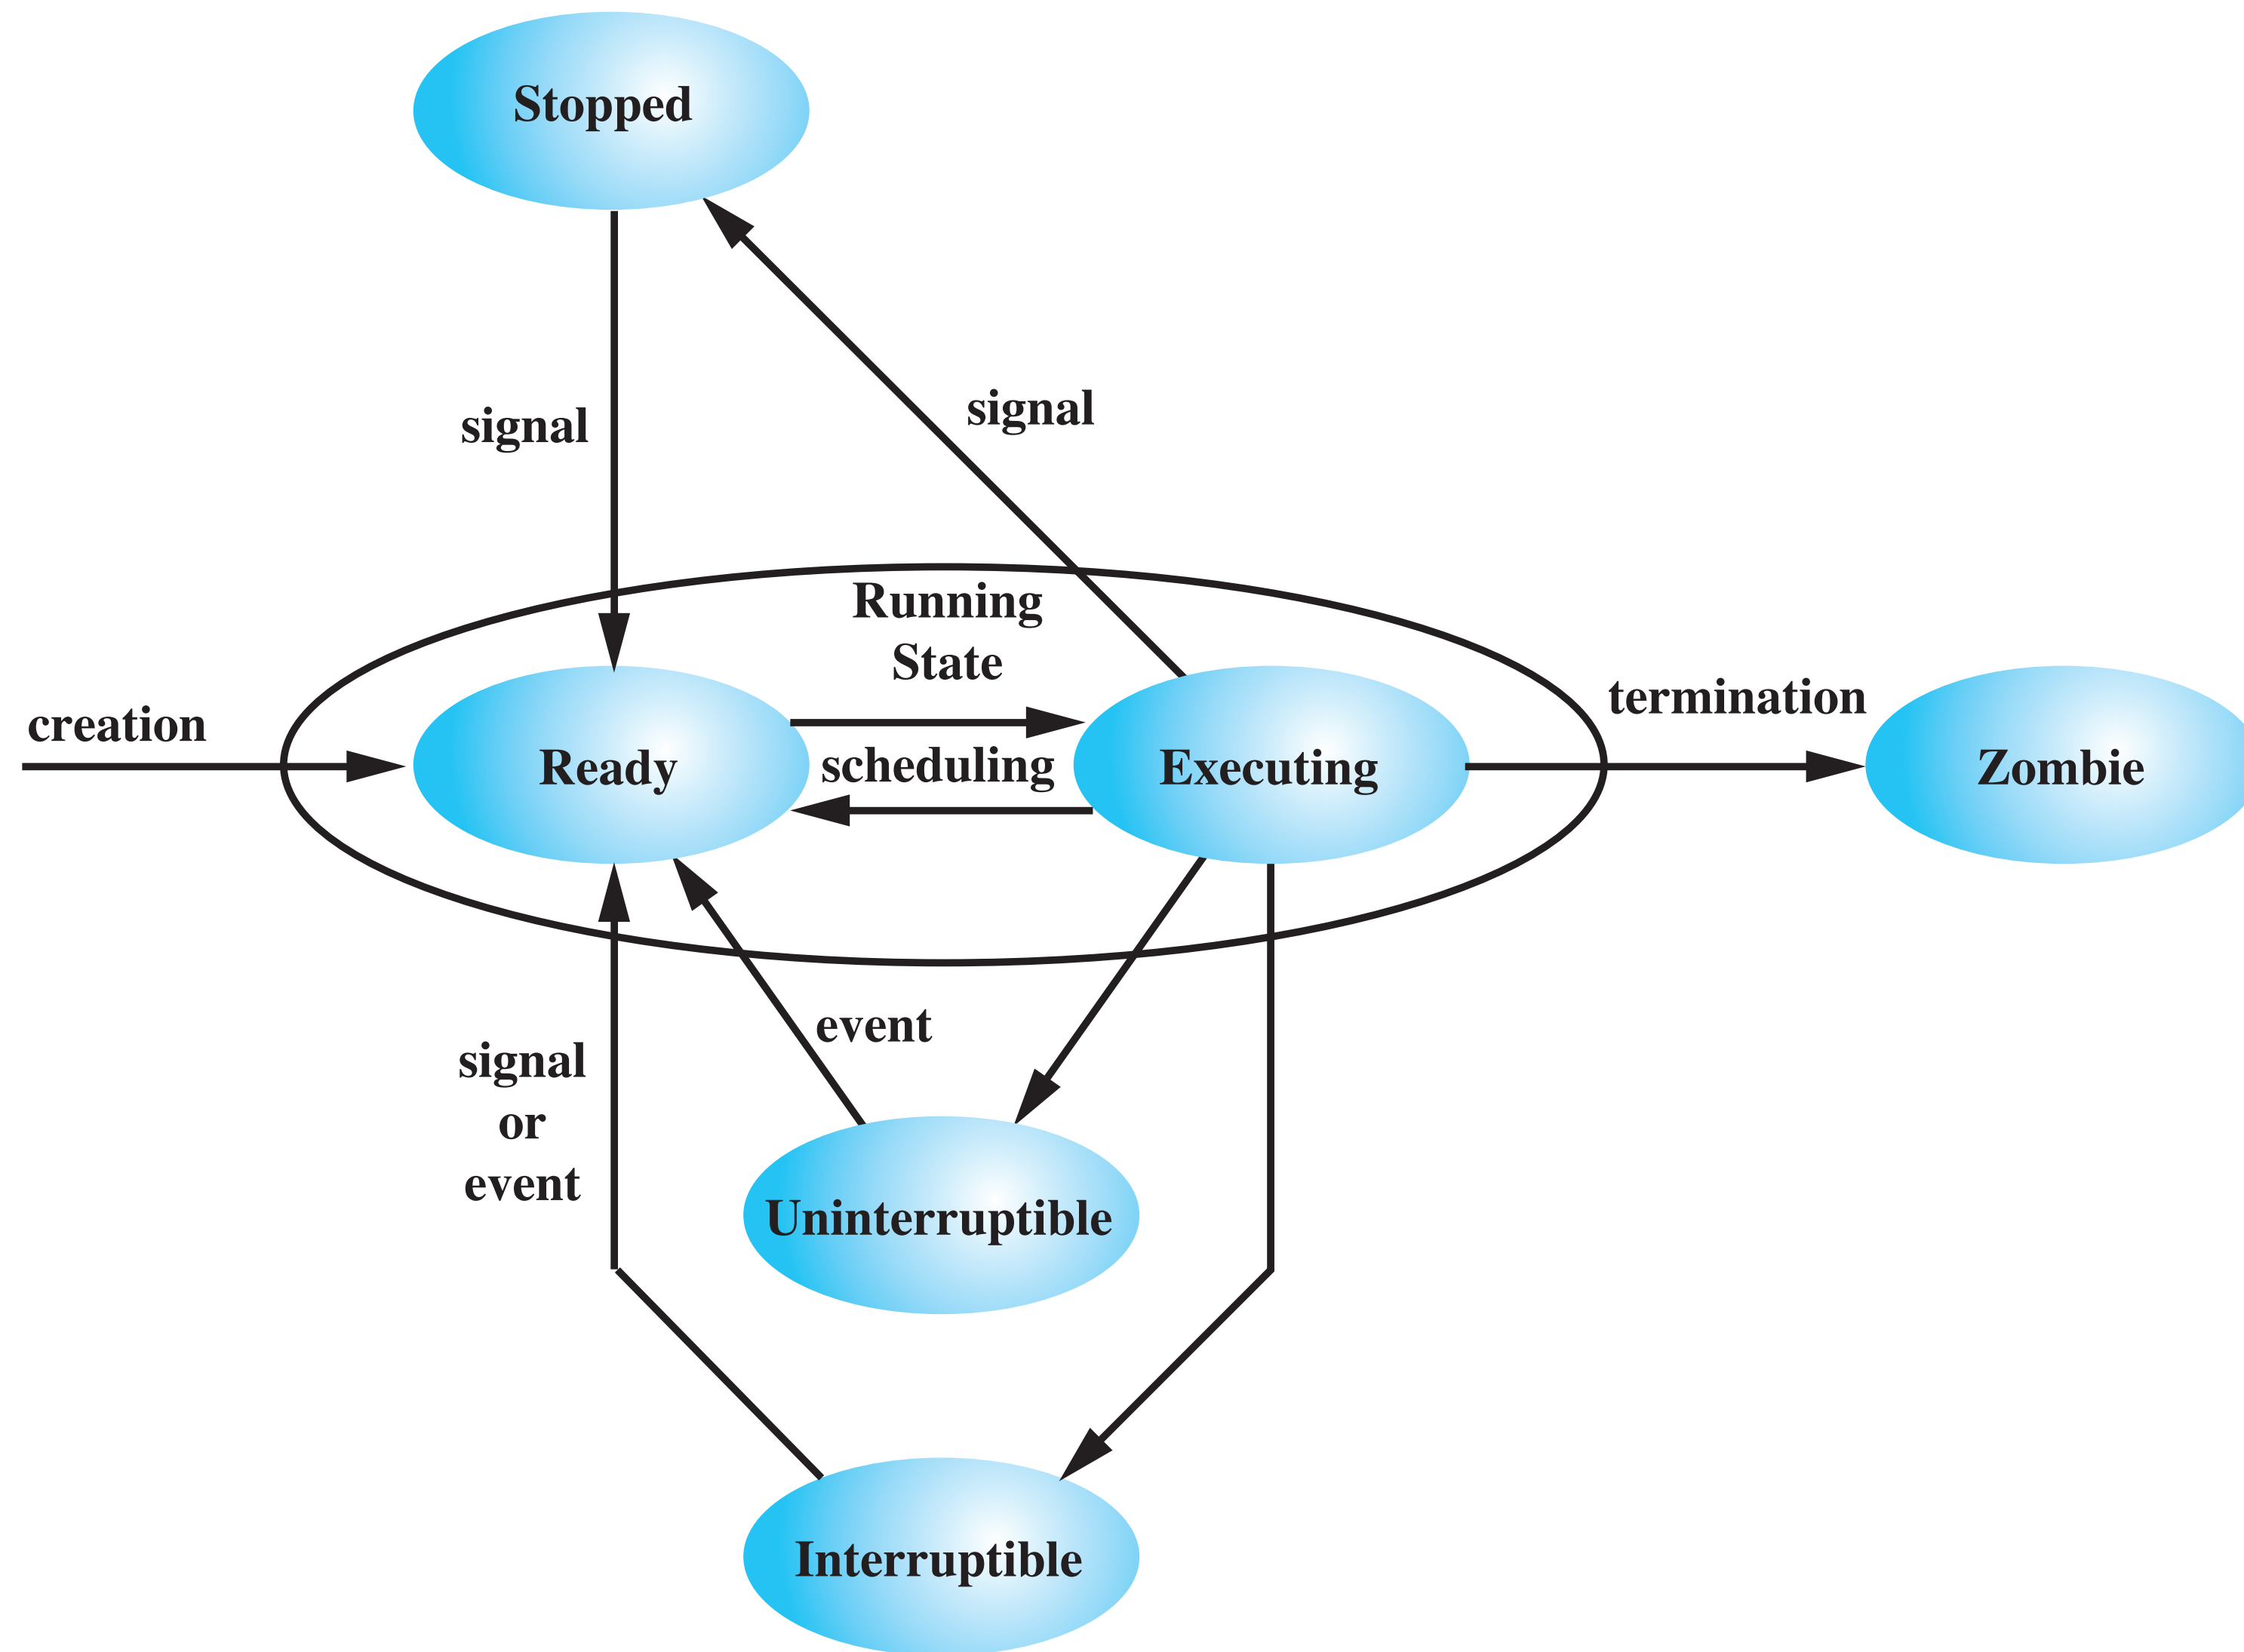 Stopped
signal
signal
Running
State
creation
termination
Ready
scheduling
Executing
Zombie
event
signal
or
event
Uninterruptible
Interruptible